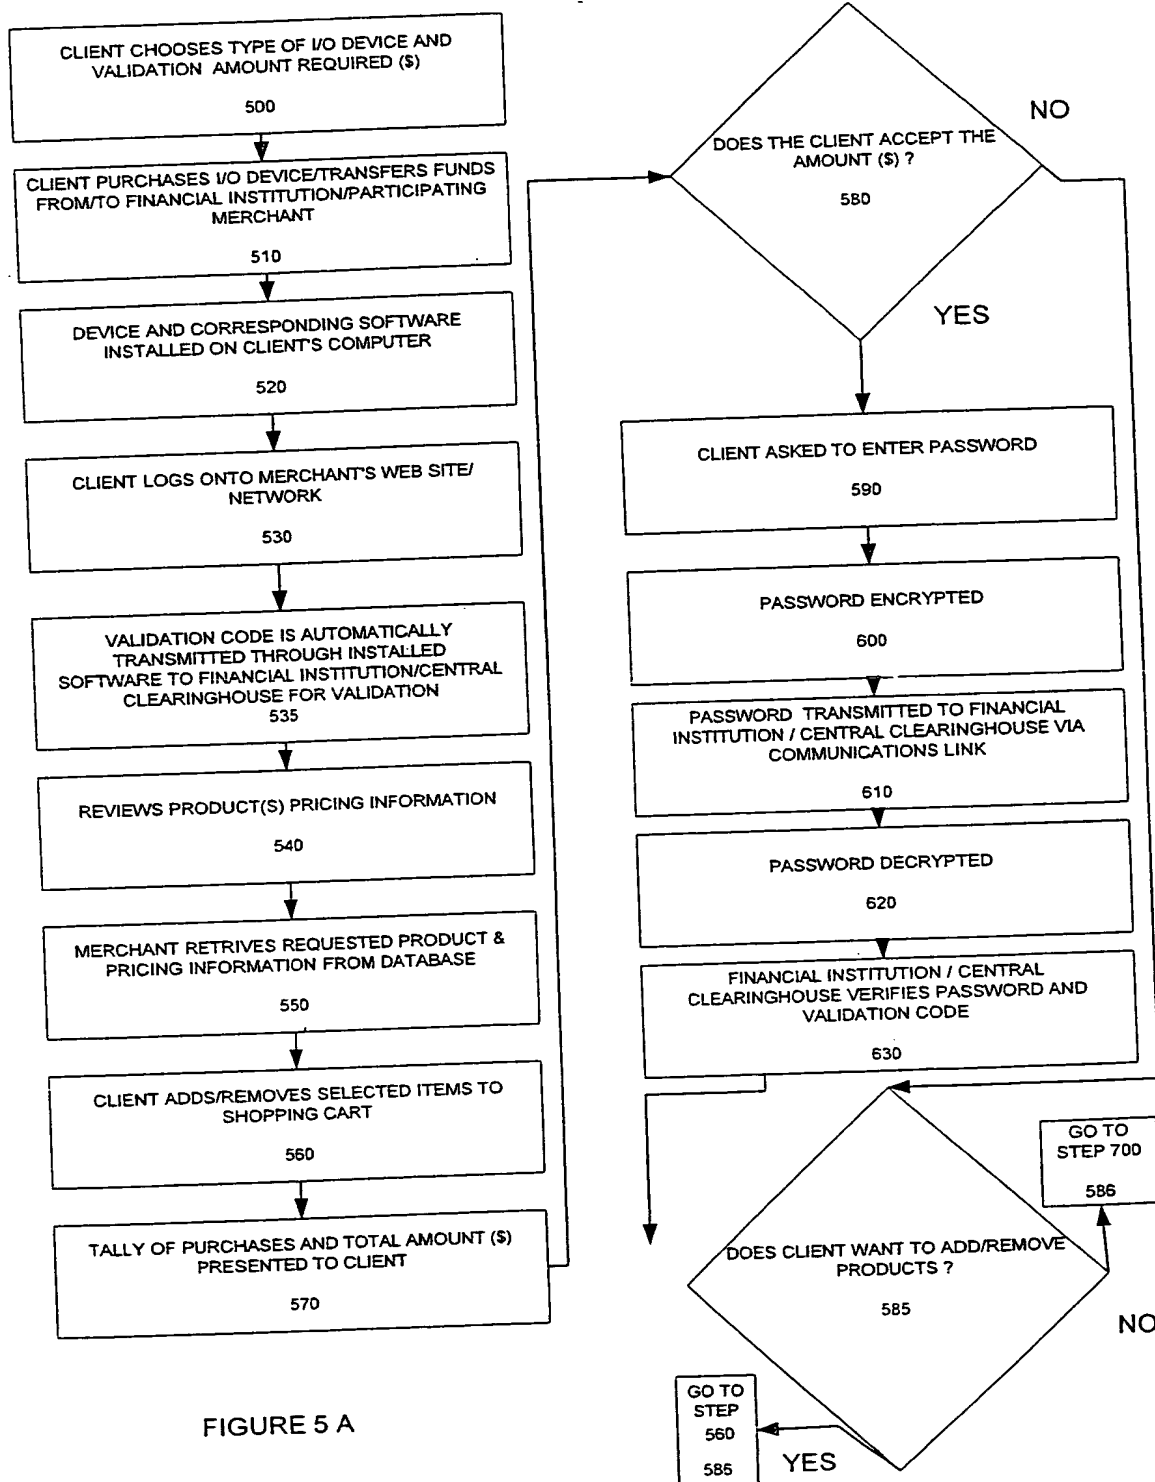 CLIENT CHOOSES TYPE OF I/O DEVICE AND
VALIDATION AMOUNT REQUIRED ($)
500
CLIENT PURCHASES I/O DEVICE/TRANSFERS FUNDS
FROM/TO FINANCIAL INSTITUTION/PARTICIPATING
MERCHANT
510
DEVICE AND CORRESPONDING SOFTWARE
INSTALLED ON CLIENT'S COMPUTER
520
CLIENT LOGS ONTO MERCHANT'S WEB SITE/
NETWORK
530
VALIDATION CODE IS AUTOMATICALLY
TRANSMITTED THROUGH INSTALLED
SOFTWARE TO FINANCIAL INSTITUTION/CENTRAL
CLEARINGHOUSE FOR VALIDATION
535
REVIEWS PRODUCT(S) PRICING INFORMATION
540
MERCHANT RETRIVES REQUESTED PRODUCT &
PRICING INFORMATION FROM DATABASE
550
CLIENT ADDS/REMOVES SELECTED ITEMS TO
SHOPPING CART
560
TALLY OF PURCHASES AND TOTAL AMOUNT ($)
PRESENTED TO CLIENT
570
FIGURE 5 A
DOES THE CLIENT ACCEPT THE
AMOUNT ($) ?
580
NO
YES
CLIENT ASKED TO ENTER PASSWORD
590
PASSWORD ENCRYPTED
600
PASSWORD TRANSMITTED TO FINANCIAL
INSTITUTION / CENTRAL CLEARINGHOUSE VIA
COMMUNICATIONS LINK
610
PASSWORD DECRYPTED
620
FINANCIAL INSTITUTION / CENTRAL
CLEARINGHOUSE VERIFIES PASSWORD AND
VALIDATION CODE
630
GO TO
STEP 700
586
DOES CLIENT WANT TO ADD/REMOVE
PRODUCTS ?
585
NO
GO TO
STEP
560
586
YES